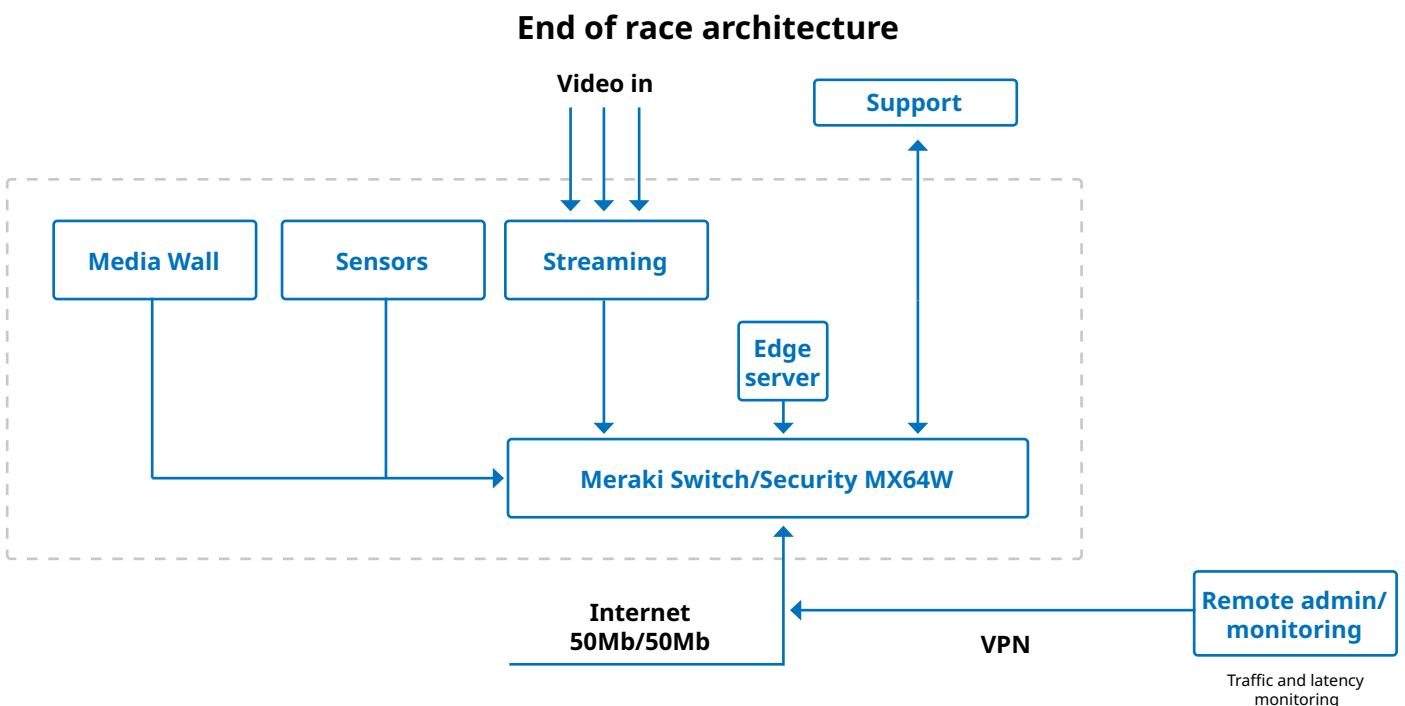 End of race architecture
Video in
Support
Media Wall
Sensors
Streaming
Edge
server
Meraki Switch/Security MX64W
Internet
50Mb/50Mb
VPN
Remote admin/
monitoring
Traffic and latency
monitoring